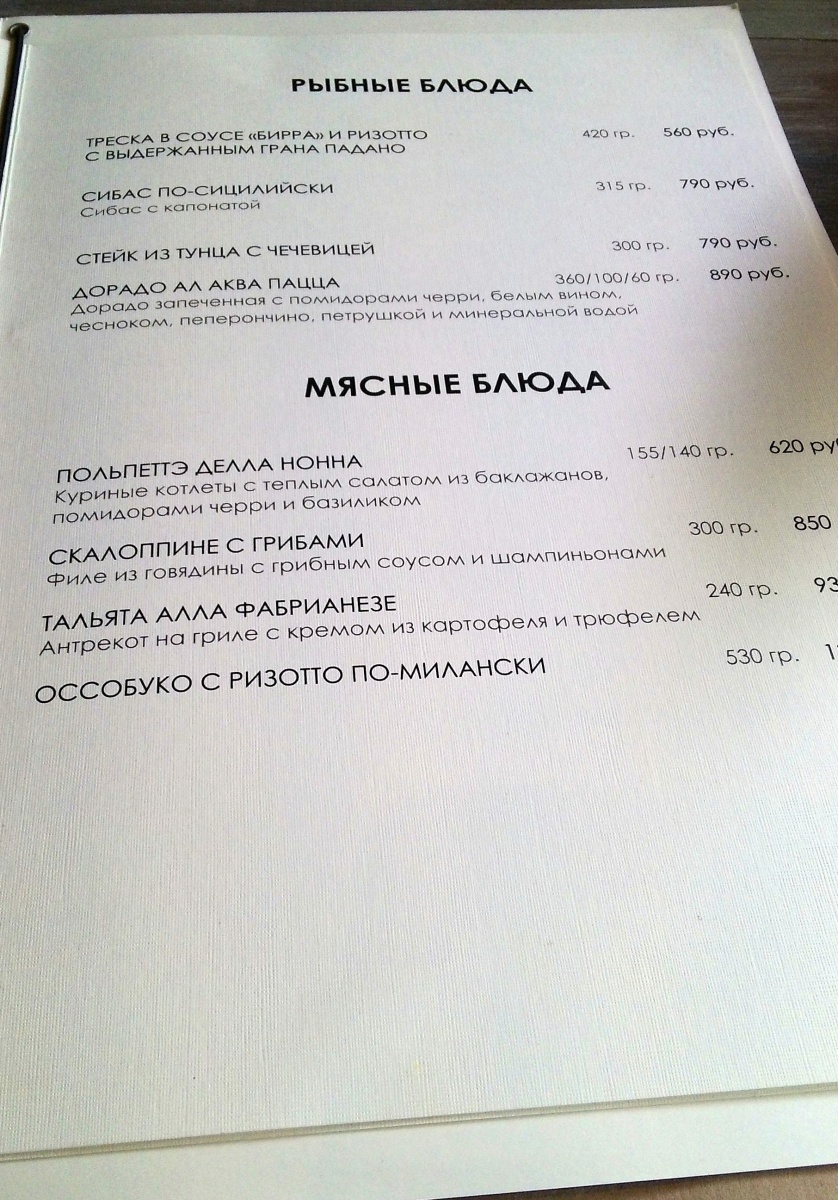 РЫБНЫЕ БЛЮДА
ТРЕСКА В СОУСЕ «БИРРА» И РИЗОТТО 420 гр. 560 руб.
С ВЫДЕРЖАННЫМ ГРАНА ПАДАНО
СИБАС ПО-СИЦИЛИЙСКИ 315 гр. 790 руб.
Сибас с капонатой
СТЕЙК ИЗ ТУНЦА С ЧЕЧЕВИЦЕЙ 300 гр. 790 руб.
ДОРАДО АЛ АКВА ПАЦЦА 360/100/60 гр. 890 руб.
Дорадо запеченная с помидорами черри, белым вином,
чесноком, пеперончино, петрушкой и минеральной водой
МЯСНЫЕ БЛЮДА
ПОЛЬПЕТТЭ ДЕЛЛА НОННА 155/140 гр. 620
Куриные котлеты с теплым салатом из баклажанов,
помидорами черри и базиликом
СКАЛОППИНЕ С ГРИБАМИ 300 гр. 850
Филе из говядины с грибным соусом и шампиньонами
ТАЛЬЯТА АЛЛА ФАБРИАНЕЗЕ 240 гр.
Антрекот на гриле с кремом из картофеля и трюфелем
ОССОБУКО С РИЗОТТО ПО-МИЛАНСКИ 530 гр.